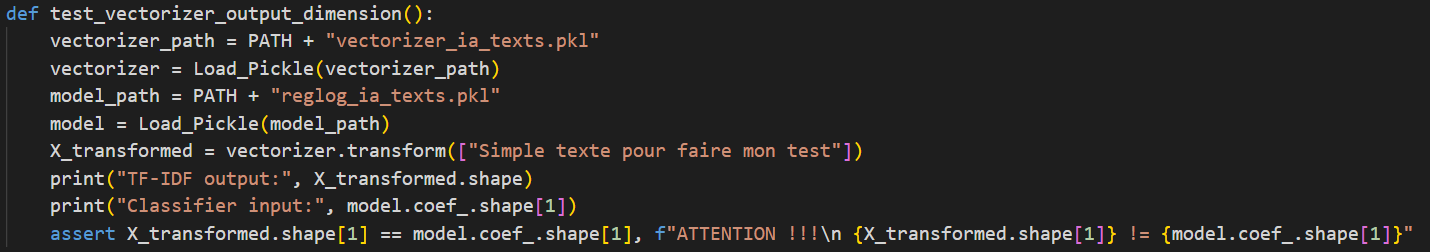 def test_vectorizer_output_dimension():
    vectorizer_path = PATH + "vectorizer_ia_texts.pkl"
    vectorizer = Load_Pickle(vectorizer_path)
    model_path = PATH + "reglog_ia_texts.pkl"
    model = Load_Pickle(model_path)
    X_transformed = vectorizer.transform(["Simple texte pour faire mon test"])
    print("TF-IDF output:", X_transformed.shape)
    print("Classifier input:", model.coef_.shape[1])
    assert X_transformed.shape[1] == model.coef_.shape[1], f"ATTENTION !!!\n {X_transformed.shape[1]} != {model.coef_.shape[1]}"